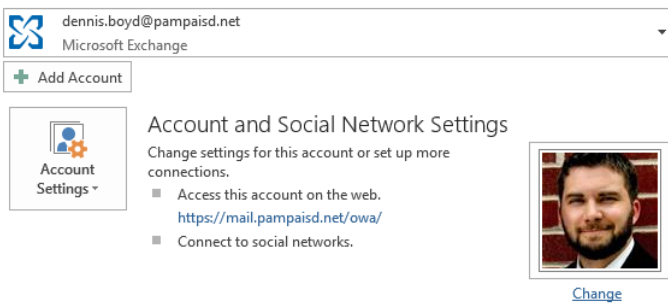 dennis.boyd@pampaisd.net
Microsoft Exchange
Add Account
Account and Social Network Settings
Change settings for this account or set up more
connections.
Access this account on the web.
https://mail.pampaisd.net/owa/
Connect to social networks.
Account
Settings
Change